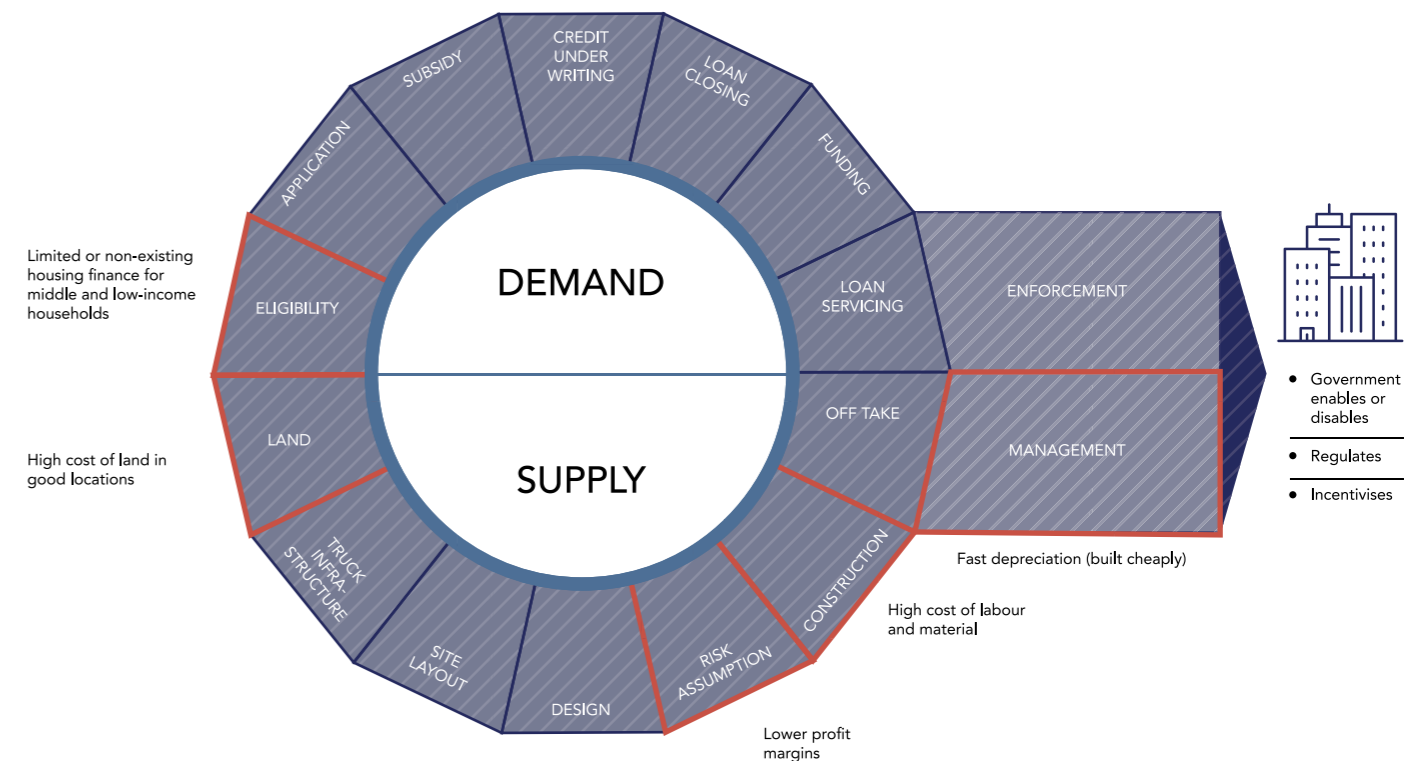 CREDIT
UNDER
WRITING
SUBSIDY
LOAN
CLOSING
APPLICATION
FUNDING
Limited or non-existing
housing finance for
middle and low-income
households
ELIGIBILITY
DEMAND
LOAN
SERVICING
ENFORCEMENT
LAND
High cost of land in
good locations
SUPPLY
OFF TAKE
MANAGEMENT
• Government
enables or
disables
• Regulates
• Incentivises
TRUCK
INFRA-
STRUCTURE
SITE
LAYOUT
DESIGN
RISK
ASSUMPTION
CONSTRUCTION
Fast depreciation (built cheaply)
High cost of labour
and material
Lower profit
margins